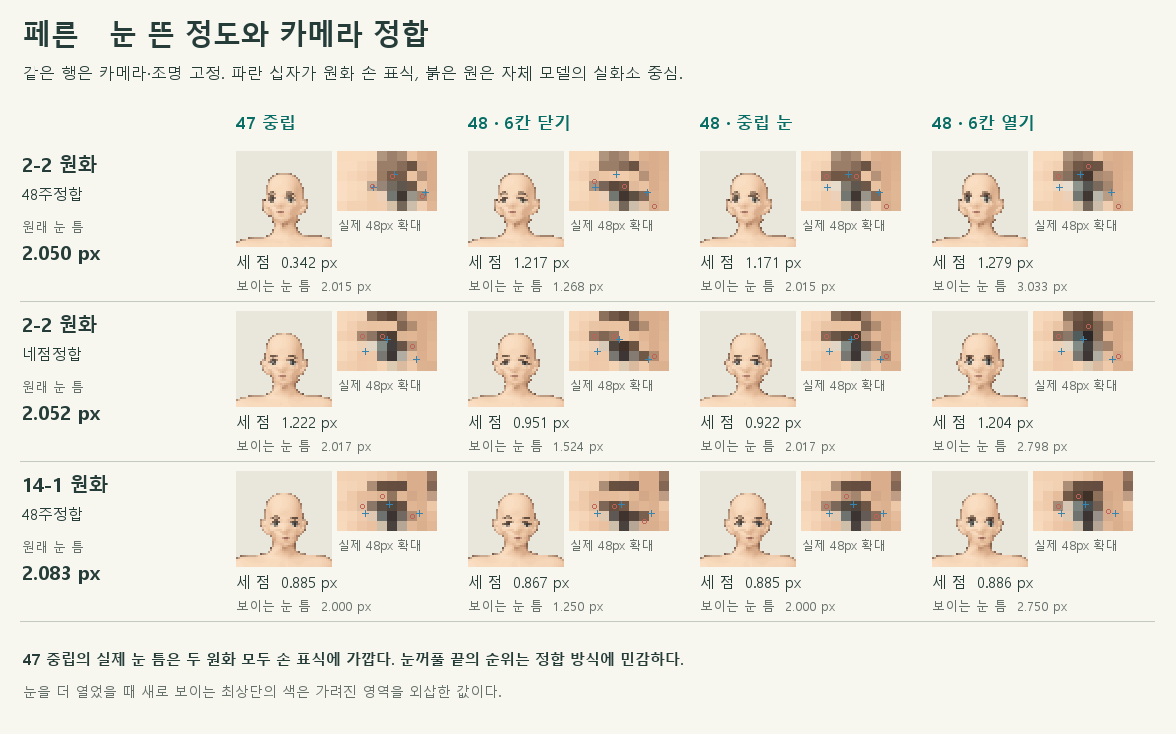 페른 눈 뜬 정도와 카메라 정합
같은 행은 카메라·조명 고정. 파란 십자가 원화 손 표식, 붉은 원은 자체 모델의 실화소 중심.
47 중립 48 · 6칸 닫기 48 · 중립 눈 48 · 6칸 열기
2-2 원화
48주정합
원래 눈 틈
2.050 px
실제 48px 확대 실제 48px 확대 실제 48px 확대 실제 48px 확대
세 점 0.342 px 세 점 1.217 px 세 점 1.171 px 세 점 1.279 px
보이는 눈 틈 2.015 px 보이는 눈 틈 1.268 px 보이는 눈 틈 2.015 px 보이는 눈 틈 3.033 px
2-2 원화
네점정합
원래 눈 틈
2.052 px
실제 48px 확대 실제 48px 확대 실제 48px 확대 실제 48px 확대
세 점 1.222 px 세 점 0.951 px 세 점 0.922 px 세 점 1.204 px
보이는 눈 틈 2.017 px 보이는 눈 틈 1.524 px 보이는 눈 틈 2.017 px 보이는 눈 틈 2.798 px
14-1 원화
48주정합
원래 눈 틈
2.083 px
실제 48px 확대 실제 48px 확대 실제 48px 확대 실제 48px 확대
세 점 0.885 px 세 점 0.867 px 세 점 0.885 px 세 점 0.886 px
보이는 눈 틈 2.000 px 보이는 눈 틈 1.250 px 보이는 눈 틈 2.000 px 보이는 눈 틈 2.750 px
47 중립의 실제 눈 틈은 두 원화 모두 손 표식에 가깝다. 눈꺼풀 끝의 순위는 정합 방식에 민감하다.
눈을 더 열었을 때 새로 보이는 최상단의 색은 가려진 영역을 외삽한 값이다.